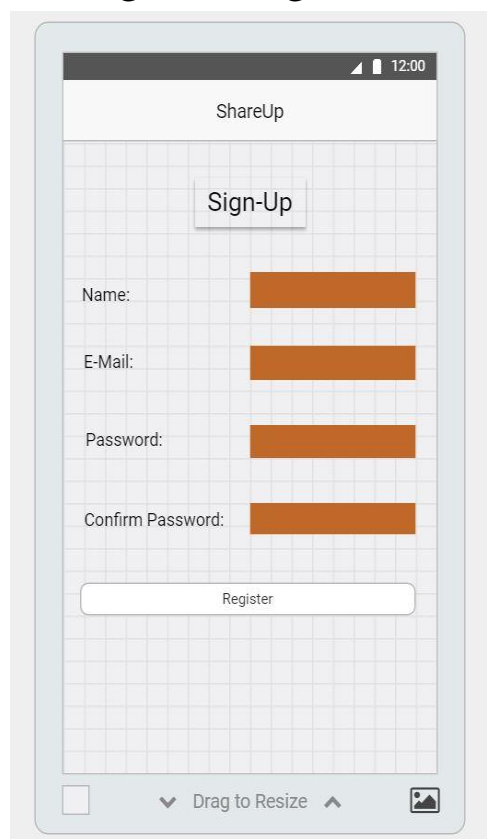 12:00
ShareUp
Sign-Up
Name:
E-Mail:
Password:
Confirm Password:
Register
Drag to Resize